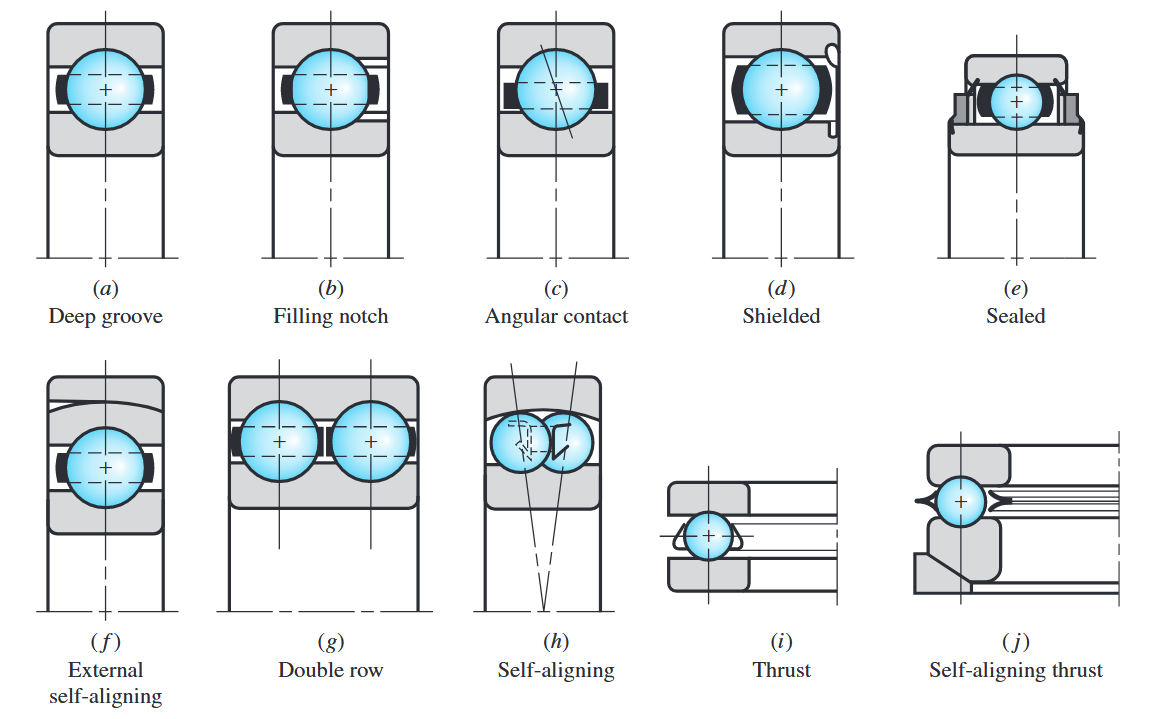 (a)
Deep groove
(b)
Filling notch
(c)
Angular contact
(d)
Shielded
(e)
Sealed
(f)
External
self-aligning
(g)
Double row
(h)
Self-aligning
(i)
Thrust
(j)
Self-aligning thrust